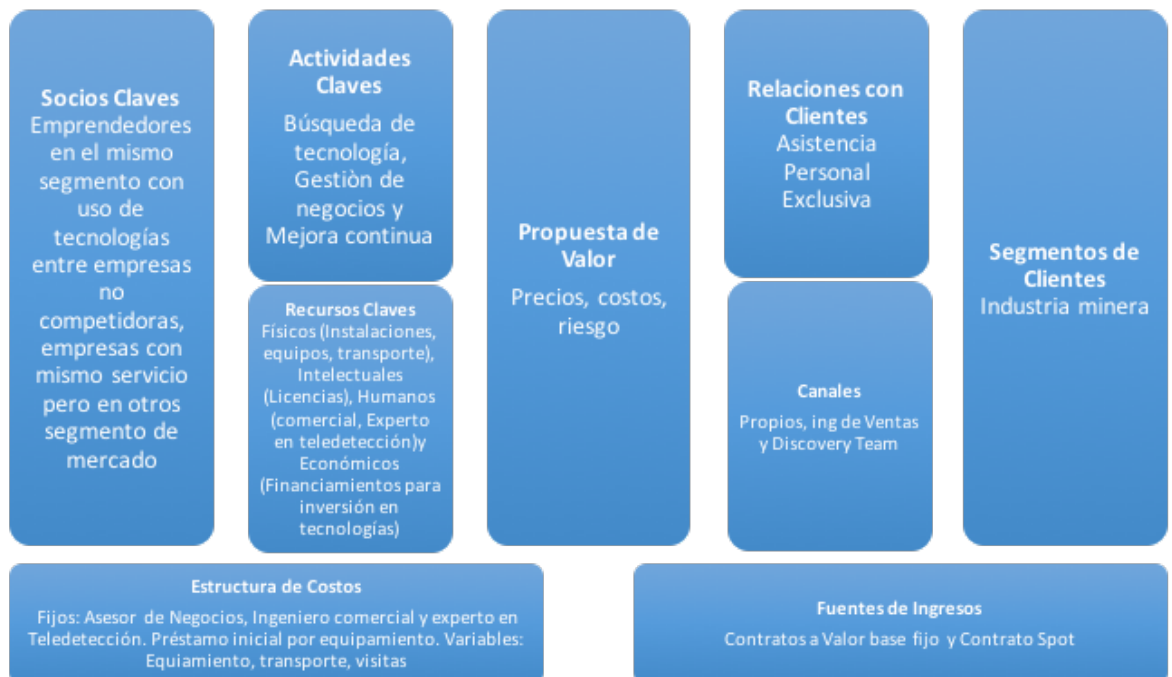 Socios Claves
Emprendedores
en el mismo
segmento con
uso de
tecnologías
entre empresas
no
competidoras,
empresas con
mismo servicio
pero en otros
segmento de
mercado
Actividades
Claves
Búsqueda de
tecnología,
Gestiòn de
negocios y
Mejora continua
Recursos Claves
Físicos (Instalaciones,
equipos, transporte),
Intelectuales
(Licencias), Humanos
(comercial, Experto
en teledetección)y
Económicos
(Financiamientos para
inversión en
tecnologías)
Propuesta de
Valor
Precios, costos,
riesgo
Relaciones con
Clientes
Asistencia
Personal
Exclusiva
Canales
Propios, ing de Ventas
y Discovery Team
Segmentos de
Clientes
Industria minera
Estructura de Costos
Fijos: Asesor de Negocios, Ingeniero comercial y experto en
Teledetección. Préstamo inicial por equipamiento. Variables:
Equiamiento, transporte, visitas
Fuentes de Ingresos
Contratos a Valor base fijo y Contrato Spot